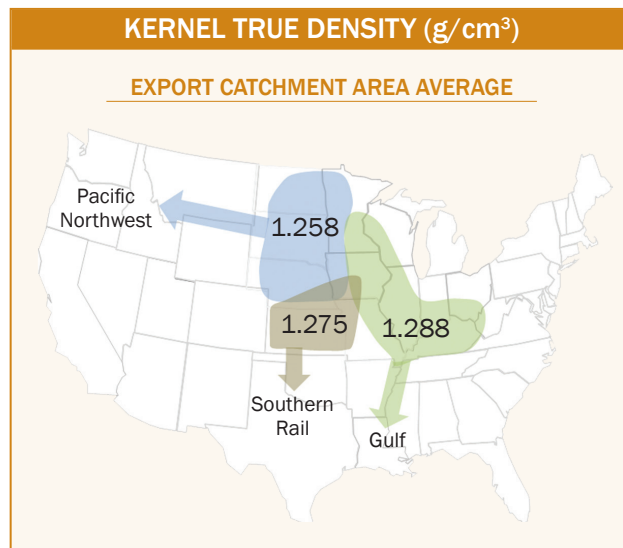 KERNEL TRUE DENSITY (g/cm³)
EXPORT CATCHMENT AREA AVERAGE
Pacific
Northwest
1.258
1.275
1.288
Southern
Rail
Gulf